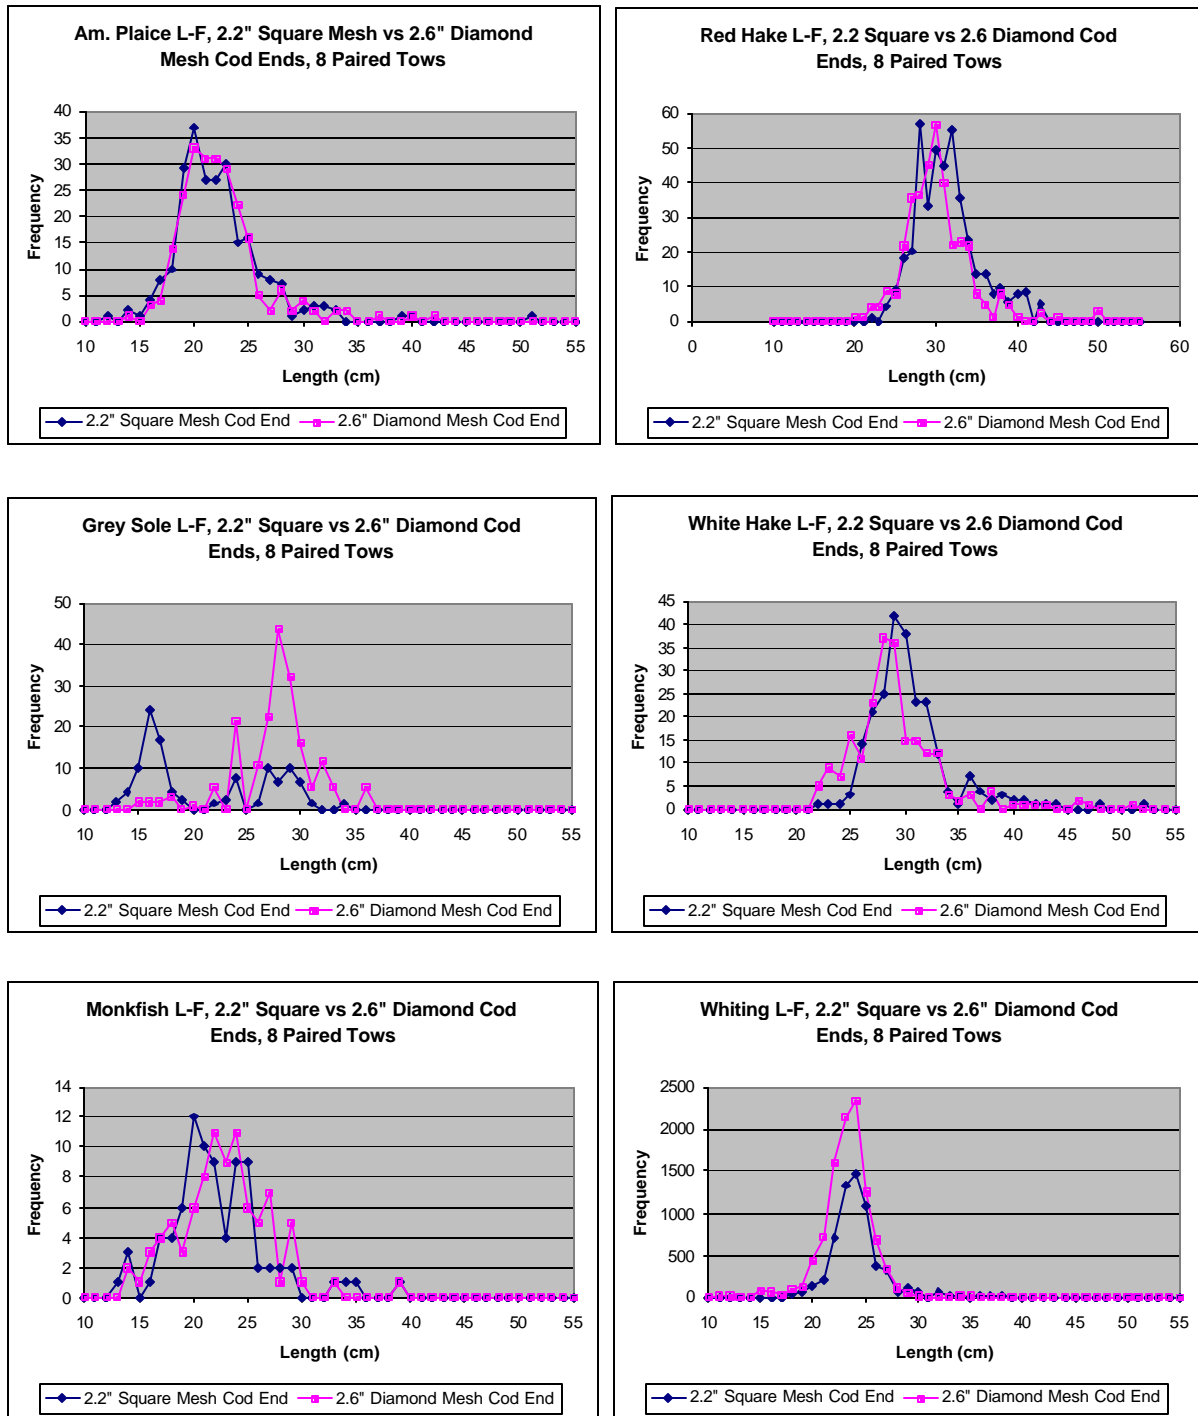 Am. Plaice L-F, 2.2" Square Mesh vs 2.6" Diamond
Mesh Cod Ends, 8 Paired Tows
40
35
30
25
20
15
10
5
0
Frequency
10 15 20 25 30 35 40 45 50 55
Length (cm)
2.2" Square Mesh Cod End 2.6" Diamond Mesh Cod End
Red Hake L-F, 2.2 Square vs 2.6 Diamond Cod
Ends, 8 Paired Tows
60
50
40
30
20
10
0
Frequency
0 10 20 30 40 50 60
Length (cm)
2.2" Square Mesh Cod End 2.6" Diamond Mesh Cod End
Grey Sole L-F, 2.2" Square vs 2.6" Diamond Cod
Ends, 8 Paired Tows
50
40
30
20
10
0
Frequency
10 15 20 25 30 35 40 45 50 55
Length (cm)
2.2" Square Mesh Cod End 2.6" Diamond Mesh Cod End
White Hake L-F, 2.2 Square vs 2.6 Diamond Cod
Ends, 8 Paired Tows
45
40
35
30
25
20
15
10
5
0
Frequency
10 15 20 25 30 35 40 45 50 55
Length (cm)
2.2" Square Mesh Cod End 2.6" Diamond Mesh Cod End
Monkfish L-F, 2.2" Square vs 2.6" Diamond Cod
Ends, 8 Paired Tows
14
12
10
8
6
4
2
0
Frequency
10 15 20 25 30 35 40 45 50 55
Length (cm)
2.2" Square Mesh Cod End 2.6" Diamond Mesh Cod End
Whiting L-F, 2.2" Square vs 2.6" Diamond Cod
Ends, 8 Paired Tows
2500
2000
1500
1000
500
0
Frequency
10 15 20 25 30 35 40 45 50 55
Length (cm)
2.2" Square Mesh Cod End 2.6" Diamond Mesh Cod End